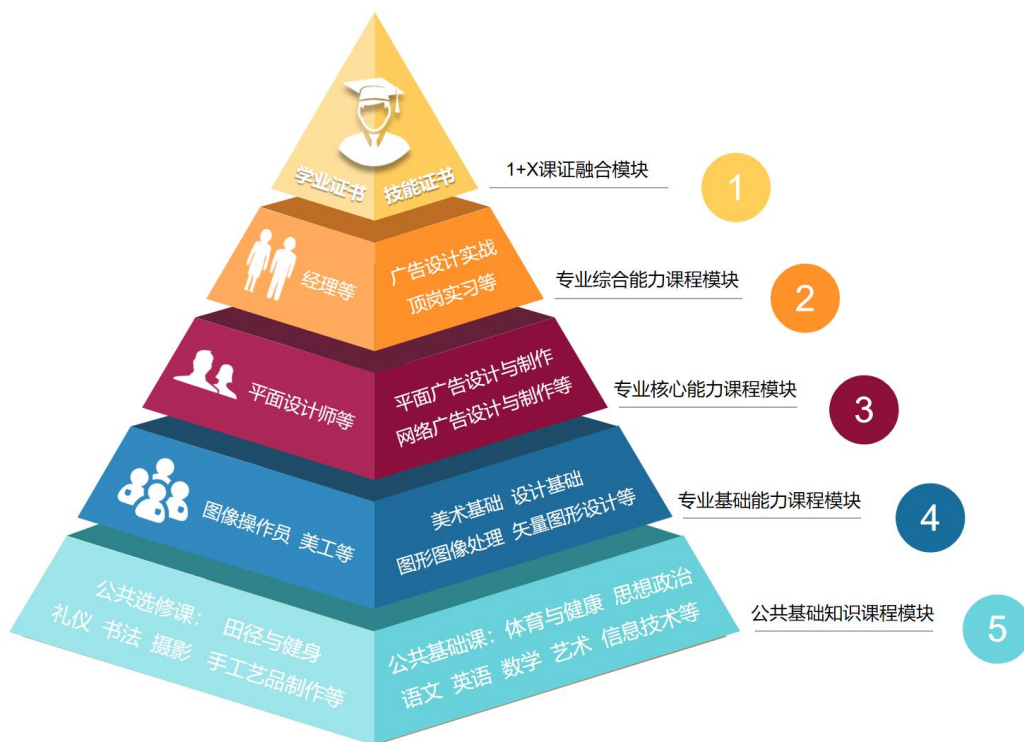 学业证书 技能证书
1+X课证融合模块
1
经理等
广告设计实战
顶岗实习等
专业综合能力课程模块
2
平面设计师等
平面广告设计与制作
网络广告设计与制作等
专业核心能力课程模块
3
图像操作员 美工等
美术基础 设计基础
图形图像处理 矢量图形设计等
专业基础能力课程模块
4
公共选修课： 田径与健身
礼仪 书法 摄影 手工艺品制作等
公共基础课：体育与健康 思想政治
语文 英语 数学 艺术 信息技术等
公共基础知识课程模块
5